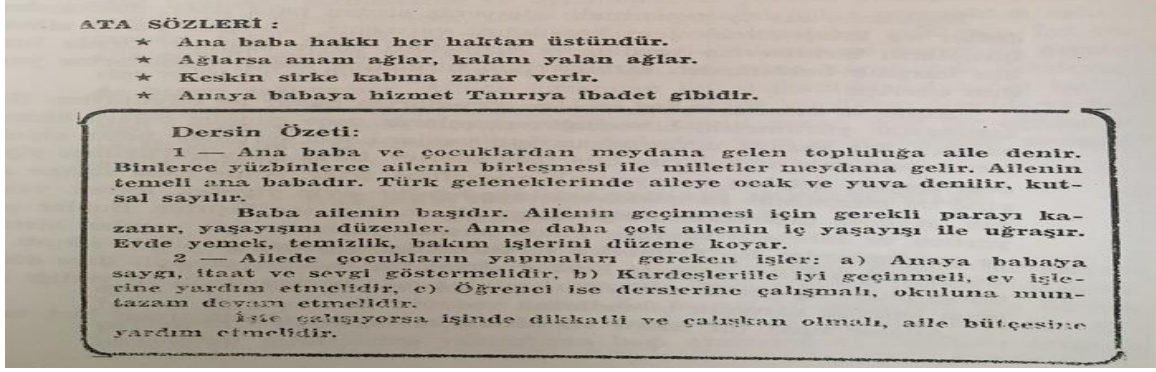 ATA SÖZLERİ :
★ Ana baba hakkı her haktan üstündür.
★ Ağlarsa anam ağlar, kalanı yalan ağlar.
★ Keskin sirke kabına zarar verir.
★ Anaya babaya hizmet Tanrıya ibadet gibidir.
Dersin Özeti:
1 — Ana baba ve çocuklardan meydana gelen topluluğa aile denir.
Binlerce yüzbinlerce ailenin birleşmesi ile milletler meydana gelir. Ailenin
temeli ana babadır. Türk geleneklerinde aileye ocak ve yuva denilir, kut-
sal sayılır.
Baba ailenin başıdır. Ailenin geçinmesi için gerekli parayı ka-
zanır, yaşayışını düzenler. Anne daha çok ailenin iç yaşayışı ile uğraşır.
Evde yemek, temizlik, bakım işlerini düzene koyar.
2 — Ailede çocukların yapmaları gereken işler: a) Anaya babaya
saygı, itaat ve sevgi göstermelidir, b) Kardeşleriile iyi geçinmeli, ev işle-
rine yardım etmelidir, c) Öğrenci ise derslerine çalışmalı, okuluna mun-
tazam devam etmelidir.
İşte çalışıyorsa işinde dikkatli ve çalışkan olmalı, aile bütçesine
yardım etmelidir.